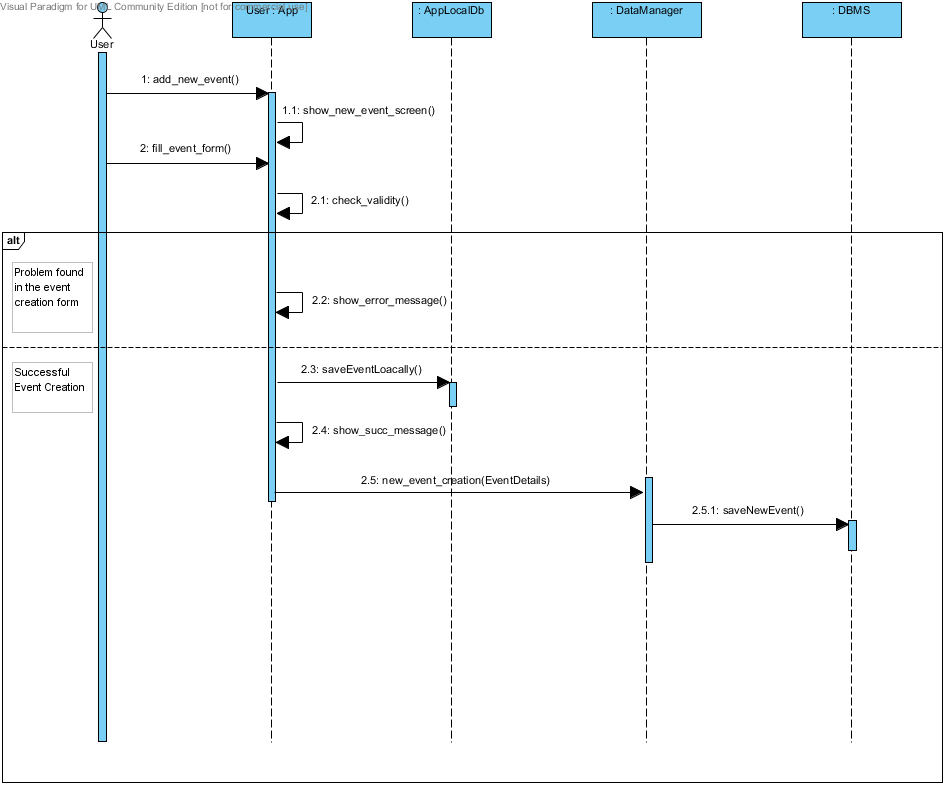 Visual Paradigm for UML Community Edition [not for commercial use]
User : App
: AppLocalDb
: DataManager
: DBMS
User
1: add_new_event()
1.1: show_new_event_screen()
2: fill_event_form()
2.1: check_validity()
alt
Problem found
in the event
creation form
2.2: show_error_message()
Successful
Event Creation
2.3: saveEventLoacally()
2.4: show_succ_message()
2.5: new_event_creation(EventDetails)
2.5.1: saveNewEvent()